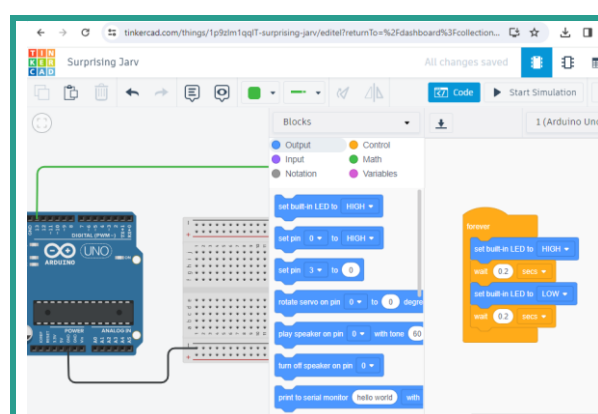 tinkercad.com/things/1p9zlm1qqlT-surprising-jarv/editel?returnTo=%2Fdashboard%3Fcollection...
TIN
KER
CAD
Surprising Jarv
All changes saved
Code
Start Simulation
Blocks
1 (Arduino Uno
Output
Control
Input
Math
Notation
Variables
set built-in LED to HIGH
set pin 0 to HIGH
set pin 3 to 0
rotate servo on pin 0 to 0 degre
play speaker on pin 0 with tone 60
turn off speaker on pin 0
print to serial monitor hello world with
forever
set built-in LED to HIGH
wait 0.2 secs
set built-in LED to LOW
wait 0.2 secs
DIGITAL (PWM~)
UNO
ARDUINO
POWER
ANALOG IN